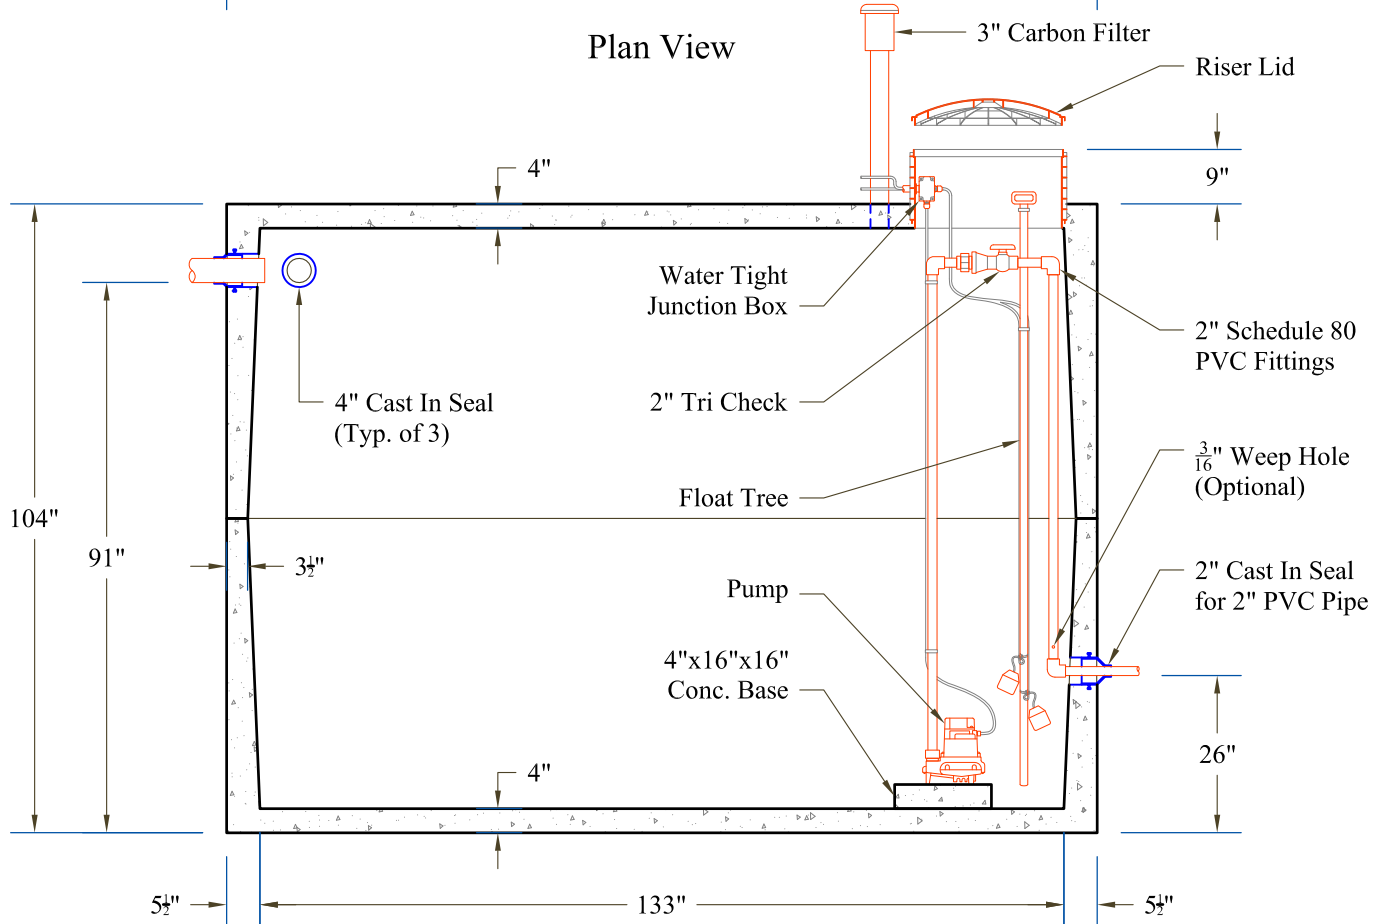 Plan View
3" Carbon Filter
Riser Lid
4"
9"
Water Tight
Junction Box
2" Schedule 80
PVC Fittings
4" Cast In Seal
(Typ. of 3)
2" Tri Check
3/16" Weep Hole
(Optional)
Float Tree
104"
91"
3½"
2" Cast In Seal
for 2" PVC Pipe
Pump
4"x16"x16"
Conc. Base
26"
4"
5½"
133"
5½"